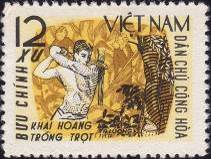 12
XU
VIỆT NAM
DÂN CHỦ CỘNG HÒA
BƯU CHÍNH
KHAI HOANG
TRỒNG TRỌT